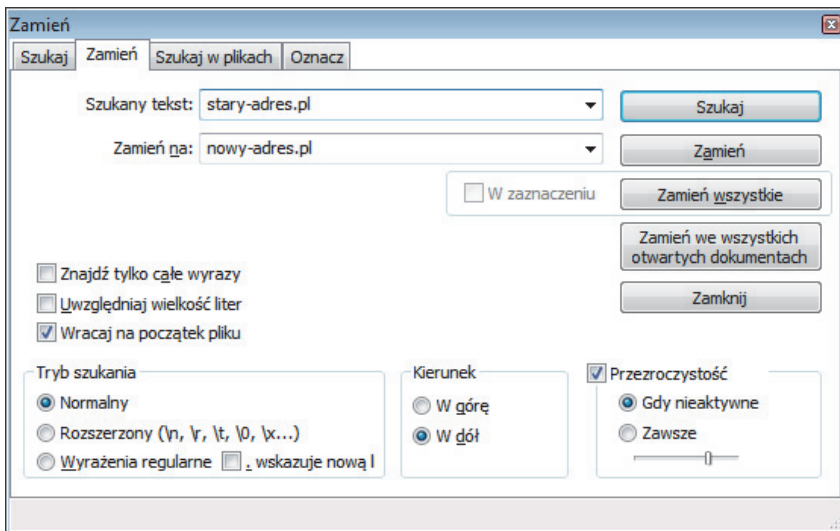 Zamień
Szukaj Zamień Szukaj w plikach Oznacz
Szukany tekst: stary-adres.pl Szukaj
Zamień na: nowy-adres.pl Zamień
W zaznaczeniu Zamień wszystkie
Zamień we wszystkich
otwartych dokumentach
Znajdź tylko całe wyrazy
Uwzględniaj wielkość liter Zamknij
Wracaj na początek pliku
Tryb szukania Kierunek Przezroczystość
Normalny W górę Gdy nieaktywne
Rozszerzony (\n, \r, \t, \0, \x...) W dół Zawsze
Wyrażenia regularne . wskazuje nową l